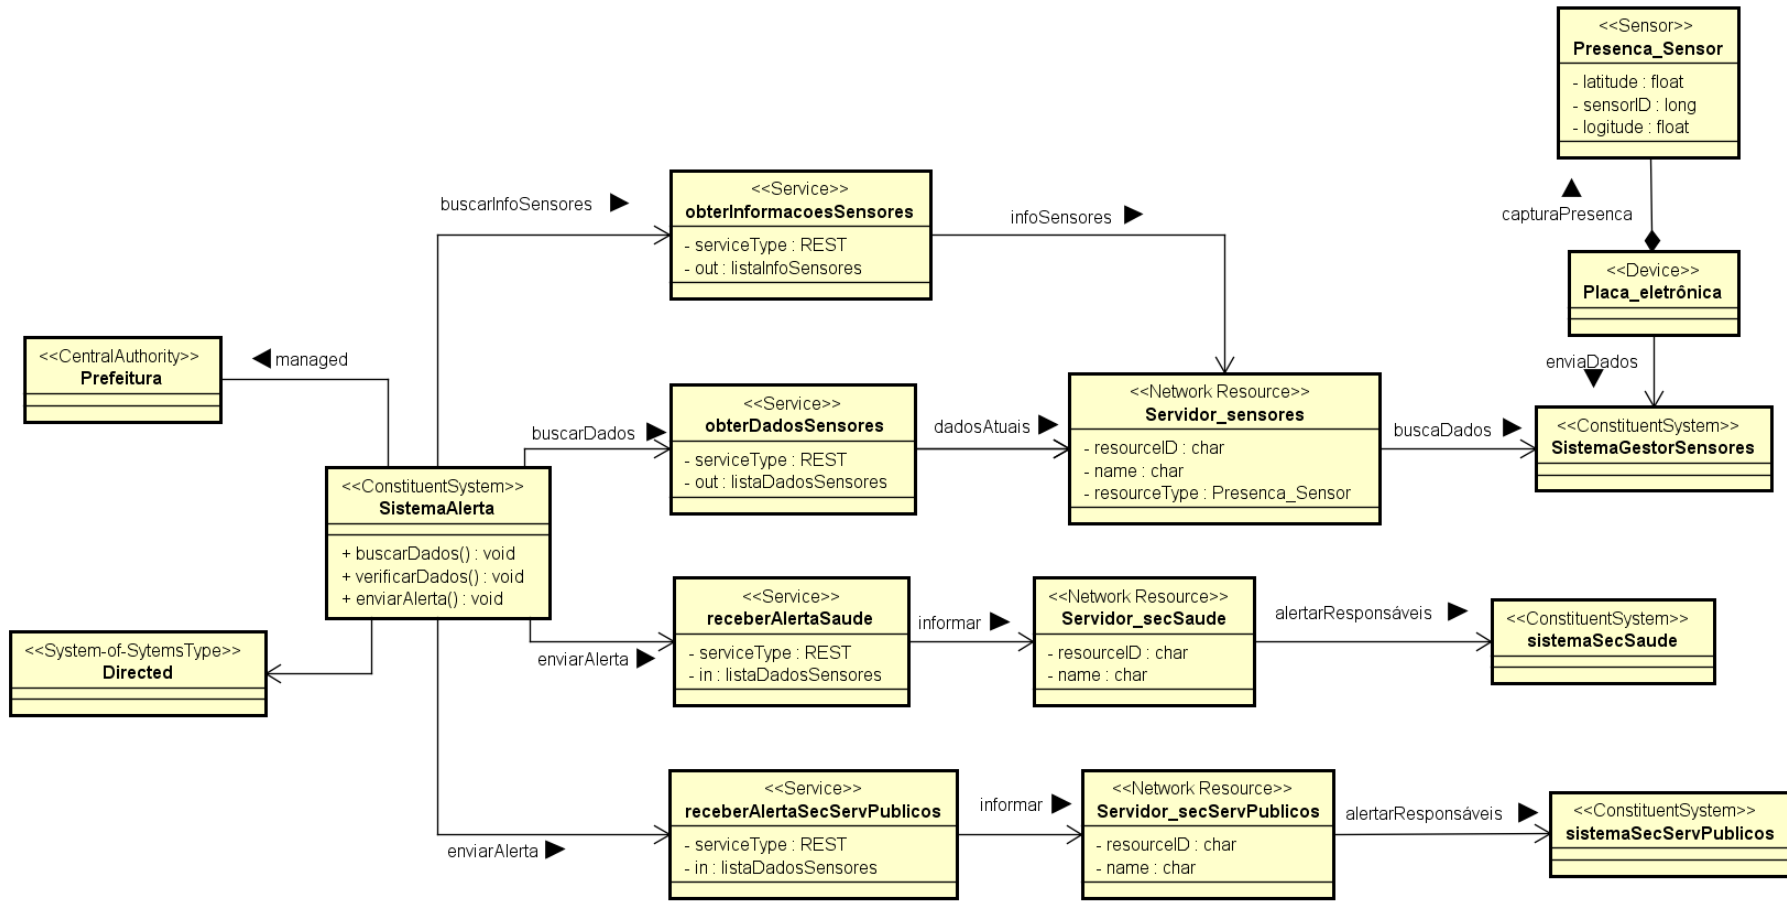 <<Sensor>>
Presenca_Sensor
- latitude : float
- sensorID : long
- logitude : float
capturaPresenca
<<Device>>
Placa_eletrônica
enviaDados
buscarInfoSensores
<<Service>>
obterInformacoesSensores
- serviceType : REST
- out : listaInfoSensores
infoSensores
<<CentralAuthority>>
Prefeitura
managed
buscarDados
<<Service>>
obterDadosSensores
- serviceType : REST
- out : listaDadosSensores
dadosAtuais
<<Network Resource>>
Servidor_sensores
- resourceID : char
- name : char
- resourceType : Presenca_Sensor
buscaDados
<<ConstituentSystem>>
SistemaGestorSensores
<<ConstituentSystem>>
SistemaAlerta
+ buscarDados() : void
+ verificarDados() : void
+ enviarAlerta() : void
<<System-of-SytemsType>>
Directed
enviarAlerta
<<Service>>
receberAlertaSaude
- serviceType : REST
- in : listaDadosSensores
informar
<<Network Resource>>
Servidor_secSaude
- resourceID : char
- name : char
alertarResponsáveis
<<ConstituentSystem>>
sistemaSecSaude
enviarAlerta
<<Service>>
receberAlertaSecServPublicos
- serviceType : REST
- in : listaDadosSensores
informar
<<Network Resource>>
Servidor_secServPublicos
- resourceID : char
- name : char
alertarResponsáveis
<<ConstituentSystem>>
sistemaSecServPublicos